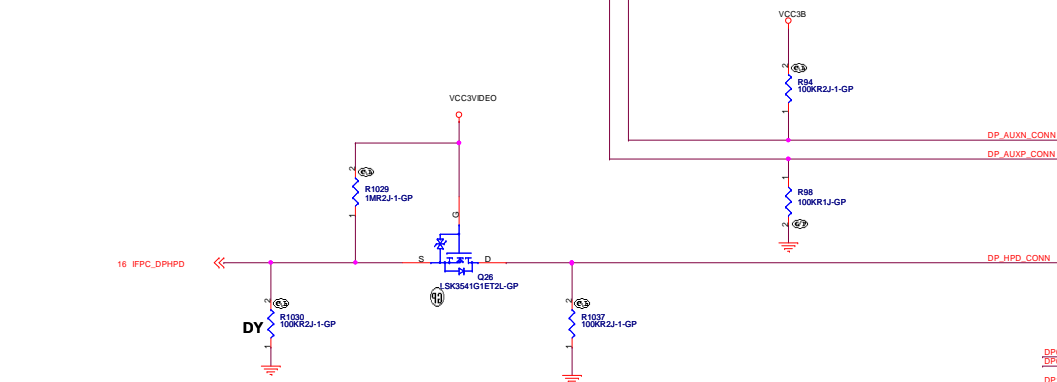 VCC3B
2
R94
100KR2J-1-GP
1
VCC3VIDEO
DP_AUXN_CONN
DP_AUXP_CONN
2
R1029
1MR2J-1-GP
1
1
R98
100KR1J-G​P
2
G
S
D
16 IFPC_DPHPD
DP_HPD_CONN
Q26
LSK3541G1ET2L-GP
2
R1030
100KR2J-1-GP
DY
1
2
R1037
100KR2J-1-GP
1